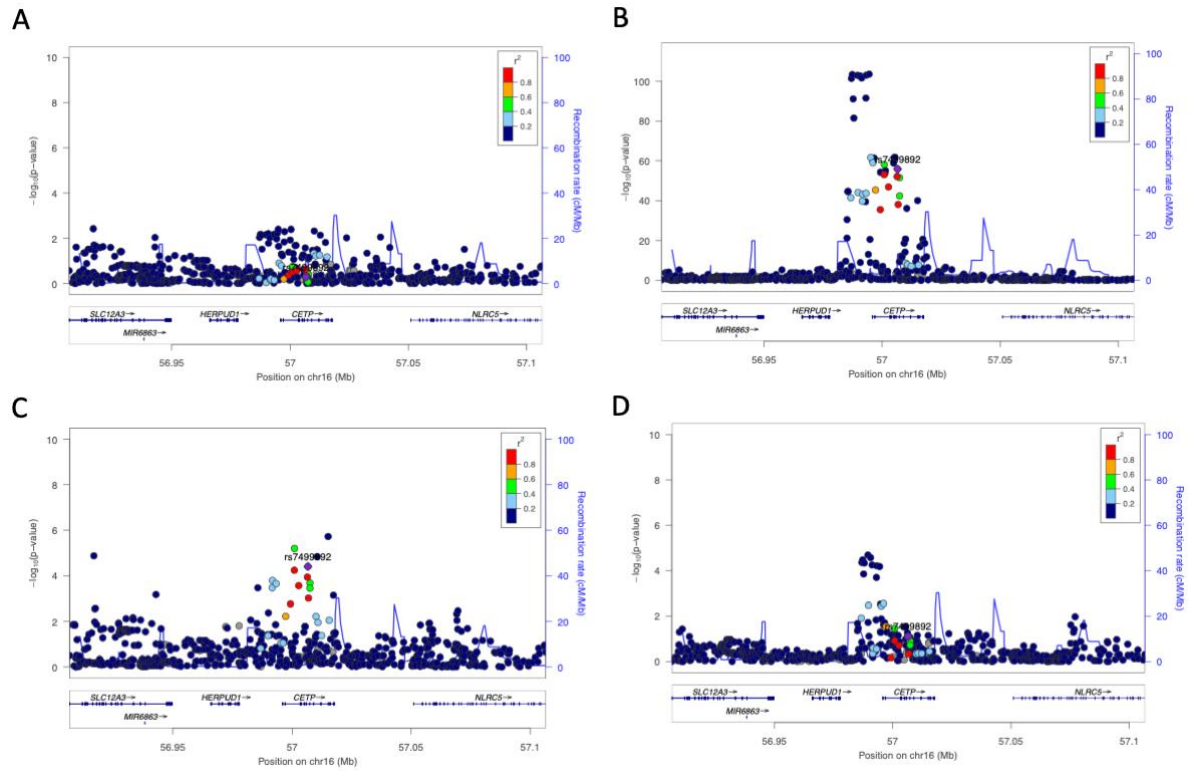 A
10
8
6
4
2
0
−log10(p−value)
100
80
60
40
20
0
Recombination rate (cM/Mb)
r²
0.8
0.6
0.4
0.2
SLC12A3→
HERPUD1→
CETP→
NLRC5→
MIR6863→
56.95
57
57.05
57.1
Position on chr16 (Mb)
B
100
80
60
40
20
0
−log10(p−value)
100
80
60
40
20
0
Recombination rate (cM/Mb)
r²
0.8
0.6
0.4
0.2
rs7499892
SLC12A3→
HERPUD1→
CETP→
NLRC5→
MIR6863→
56.95
57
57.05
57.1
Position on chr16 (Mb)
C
10
8
6
4
2
0
−log10(p−value)
100
80
60
40
20
0
Recombination rate (cM/Mb)
r²
0.8
0.6
0.4
0.2
rs7499892
SLC12A3→
HERPUD1→
CETP→
NLRC5→
MIR6863→
56.95
57
57.05
57.1
Position on chr16 (Mb)
D
10
8
6
4
2
0
−log10(p−value)
100
80
60
40
20
0
Recombination rate (cM/Mb)
r²
0.8
0.6
0.4
0.2
rs7499892
SLC12A3→
HERPUD1→
CETP→
NLRC5→
MIR6863→
56.95
57
57.05
57.1
Position on chr16 (Mb)